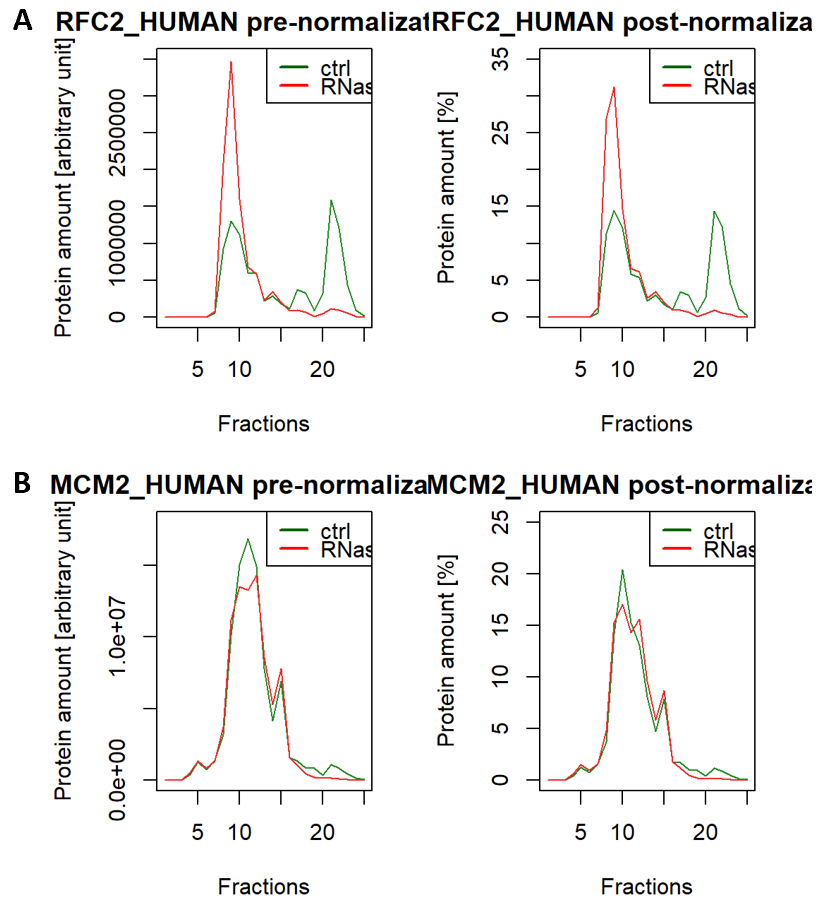 A
RFC2_HUMAN pre-normalizat
RFC2_HUMAN post-normaliza
Protein amount [arbitrary unit]
0
1000000
2500000
ctrl
RNas
5 10 20
Fractions
Protein amount [%]
0
5
15
25
35
ctrl
RNas
5 10 20
Fractions
B
MCM2_HUMAN pre-normaliza
MCM2_HUMAN post-normaliza
Protein amount [arbitrary unit]
0.0e+00
1.0e+07
ctrl
RNas
5 10 20
Fractions
Protein amount [%]
0
5
10
15
20
25
ctrl
RNas
5 10 20
Fractions